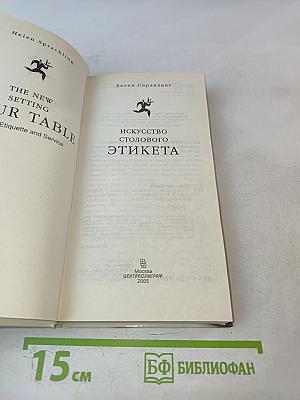 Helen Sprackling
THE NEW
SETTING
UR TABLE
Etiquette and Service
Хелен Спраклинг
ИСКУССТВО
СТОЛОВОГО
ЭТИКЕТА
Москва
ЦЕНТРПОЛИГРАФ
2005
15 см
БФ БИБЛИОФАН